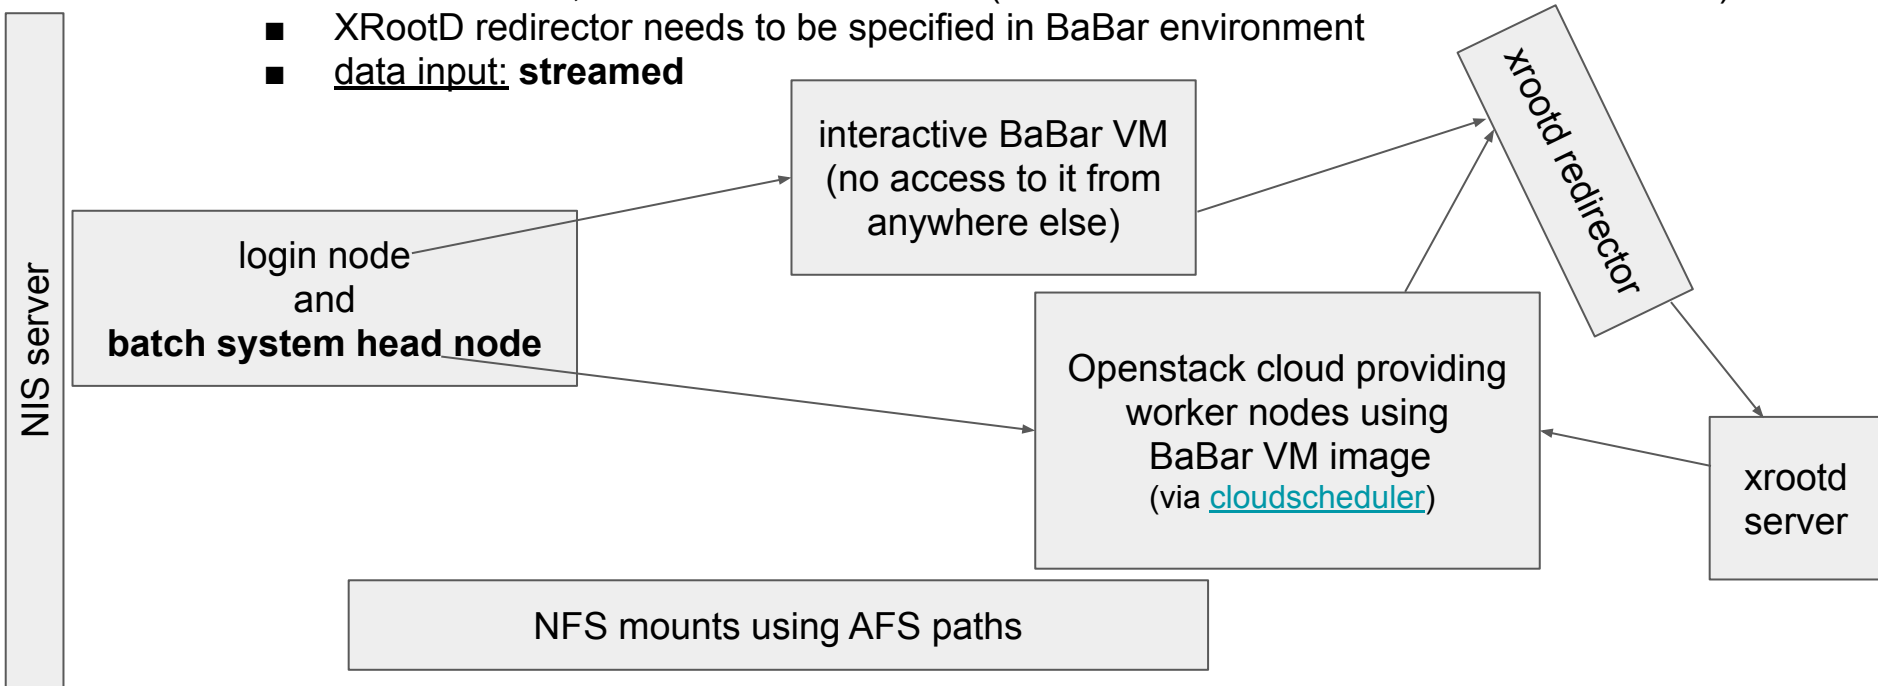 ■ XRootD redirector needs to be specified in BaBar environment
■ data input: streamed
interactive BaBar VM
(no access to it from
anywhere else)
xrootd redirector
NIS server
login node
and
batch system head node
Openstack cloud providing
worker nodes using
BaBar VM image
(via cloudscheduler)
xrootd
server
NFS mounts using AFS paths